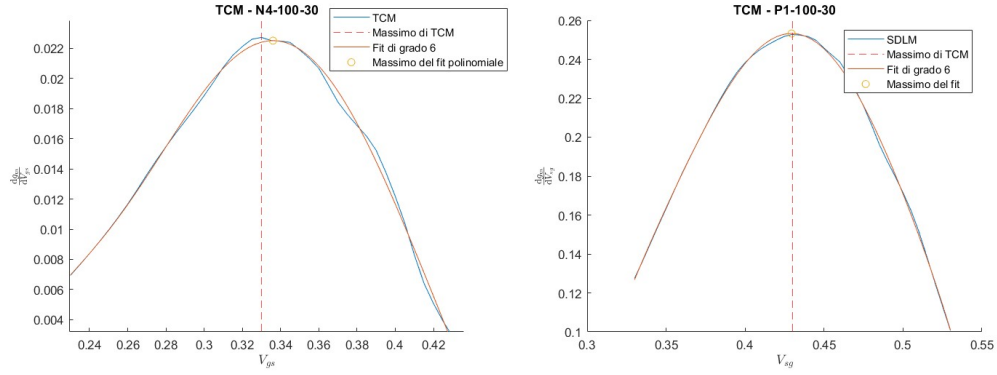 TCM - N4-100-30
TCM
Massimo di TCM
Fit di grado 6
Massimo del fit polinomiale
0.022
0.02
0.018
0.016
0.014
0.012
0.01
0.008
0.006
0.004
dgₘ/dV_gs
0.24 0.26 0.28 0.3 0.32 0.34 0.36 0.38 0.4 0.42
V_gs
TCM - P1-100-30
SDLM
Massimo di TCM
Fit di grado 6
Massimo del fit
0.26
0.24
0.22
0.2
0.18
0.16
0.14
0.12
0.1
dgₘ/dV_sg
0.3 0.35 0.4 0.45 0.5 0.55
V_sg